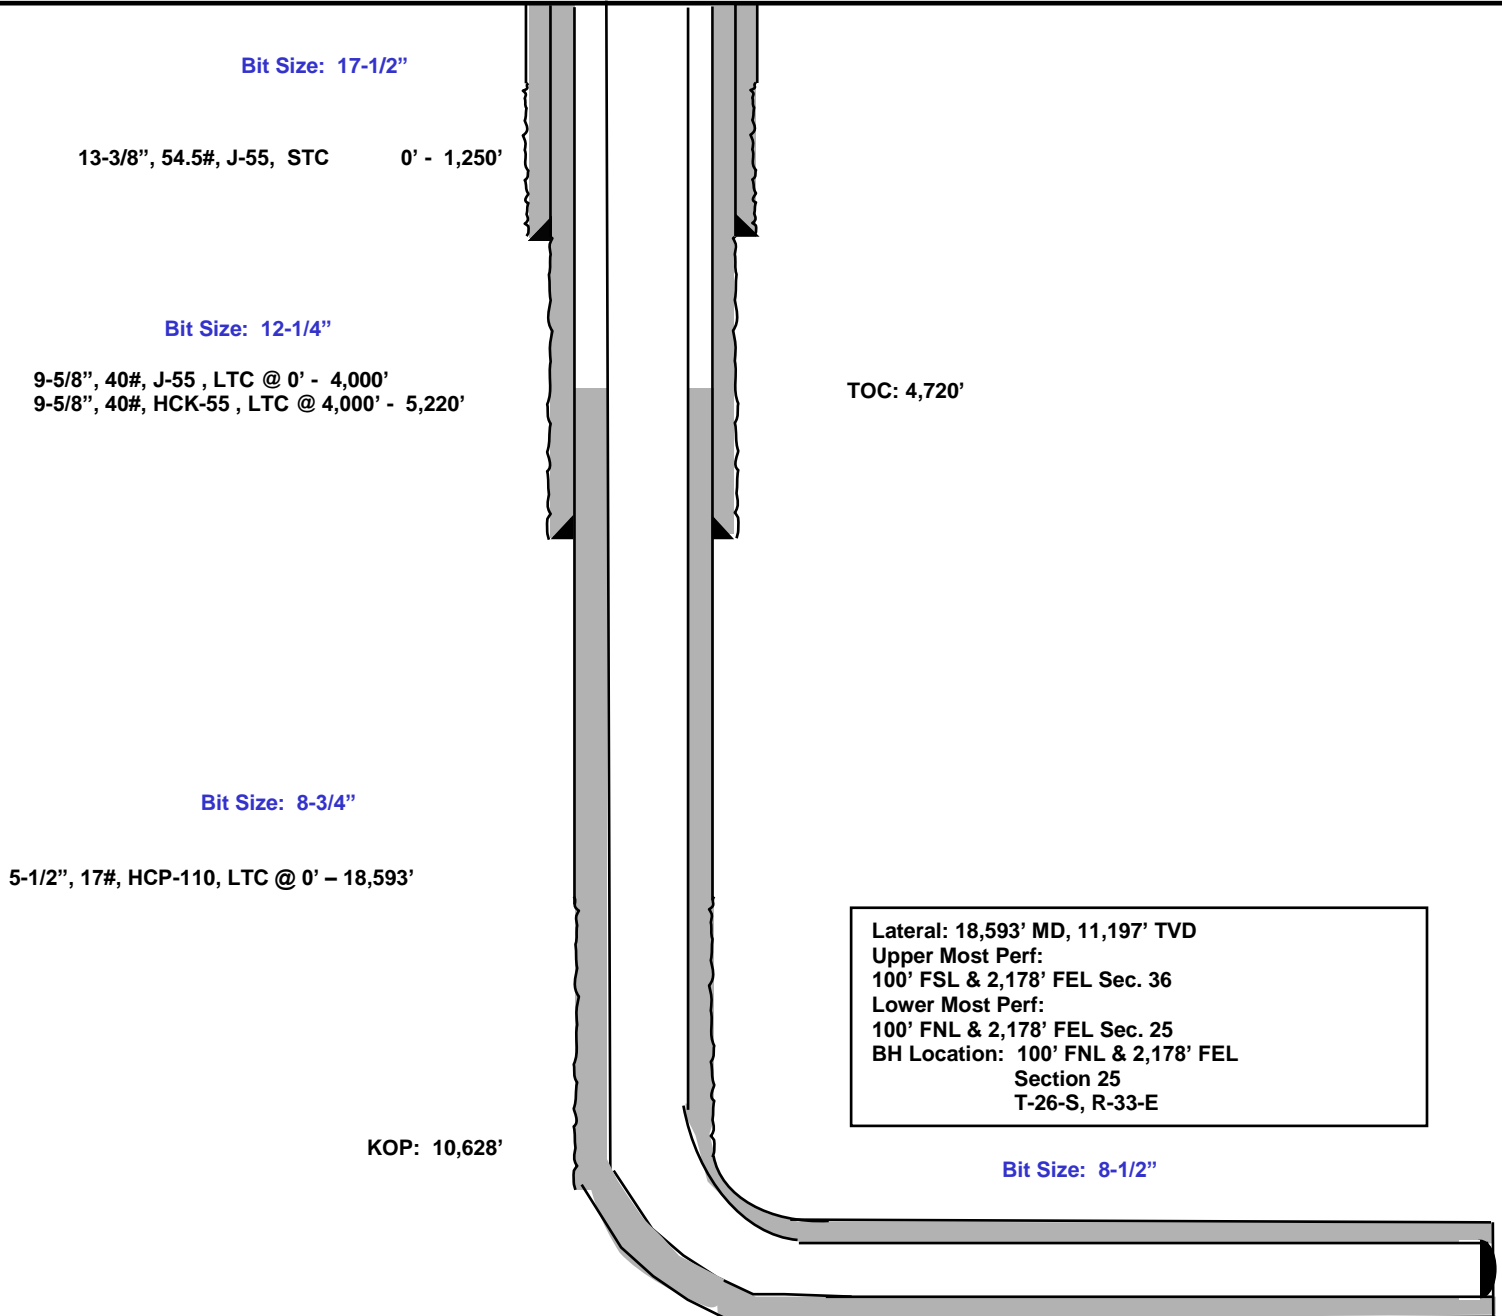 Bit Size: 17-1/2”
13-3/8”, 54.5#, J-55, STC 0’ - 1,250’
Bit Size: 12-1/4”
9-5/8”, 40#, J-55 , LTC @ 0’ - 4,000’
9-5/8”, 40#, HCK-55 , LTC @ 4,000’ - 5,220’
TOC: 4,720’
Bit Size: 8-3/4”
5-1/2”, 17#, HCP-110, LTC @ 0’ – 18,593’
Lateral: 18,593’ MD, 11,197’ TVD
Upper Most Perf:
100’ FSL & 2,178’ FEL Sec. 36
Lower Most Perf:
100’ FNL & 2,178’ FEL Sec. 25
BH Location: 100’ FNL & 2,178’ FEL
Section 25
T-26-S, R-33-E
KOP: 10,628’
Bit Size: 8-1/2”